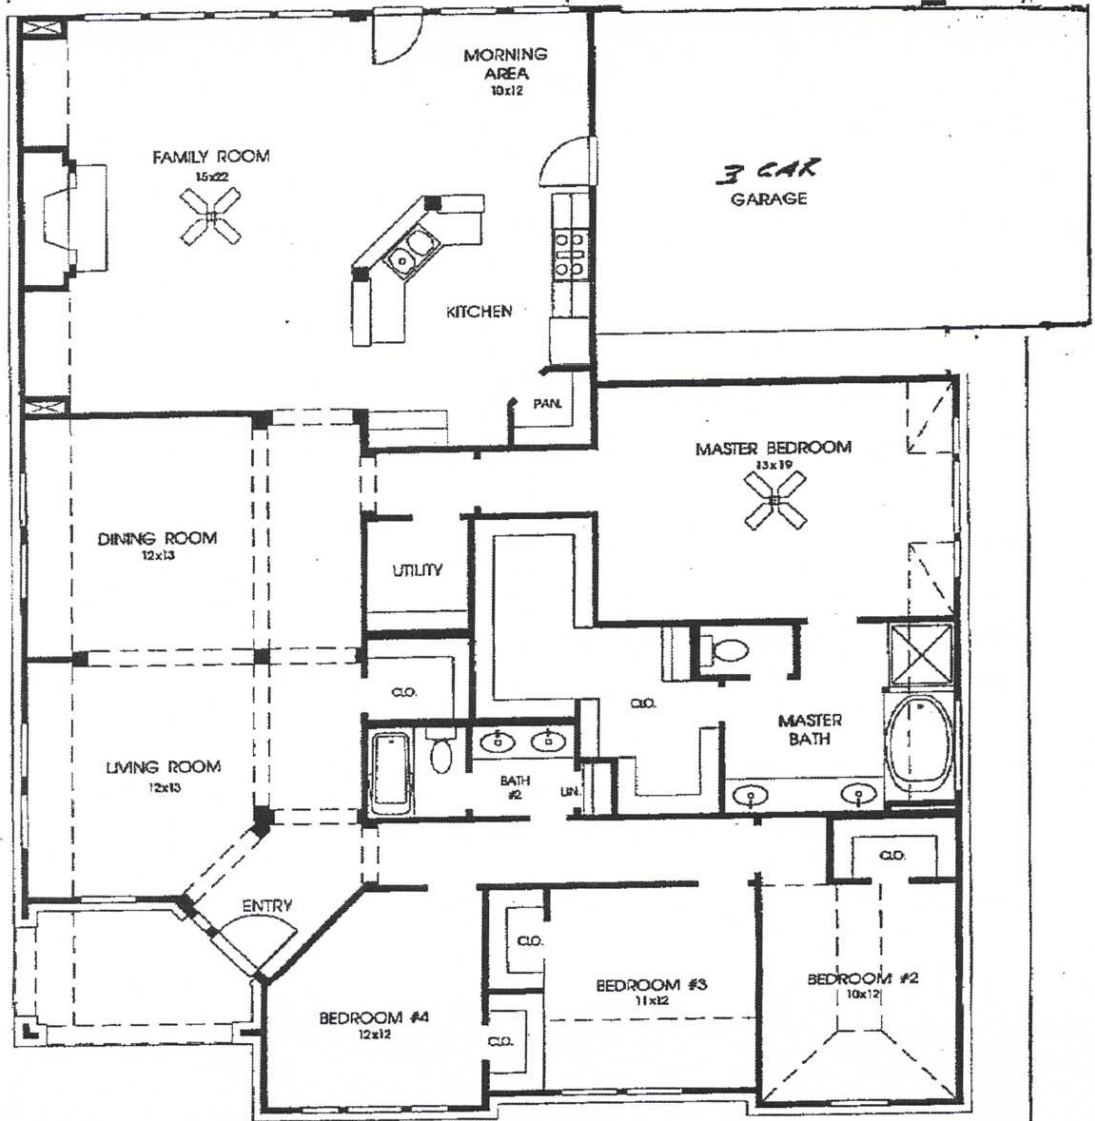 MORNING
AREA
10x12
FAMILY ROOM
15x22
3 CAR
GARAGE
KITCHEN
PAN.
MASTER BEDROOM
13x19
DINING ROOM
12x13
UTILITY
CLO.
CLO.
MASTER
BATH
LIVING ROOM
12x13
BATH
#2
LIN.
CLO.
ENTRY
CLO.
BEDROOM #3
11x12
BEDROOM #2
10x12
BEDROOM #4
12x12
CLO.